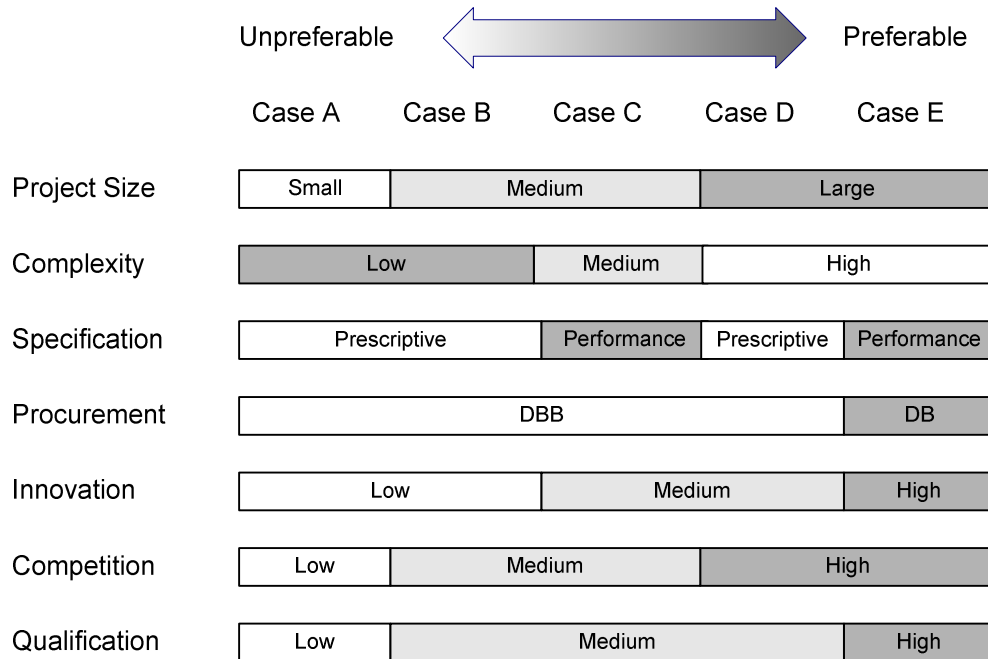 Unpreferable Preferable
Case A Case B Case C Case D Case E
Project Size Small Medium Large
Complexity Low Medium High
Specification Prescriptive Performance Prescriptive Performance
Procurement DBB DB
Innovation Low Medium High
Competition Low Medium High
Qualification Low Medium High